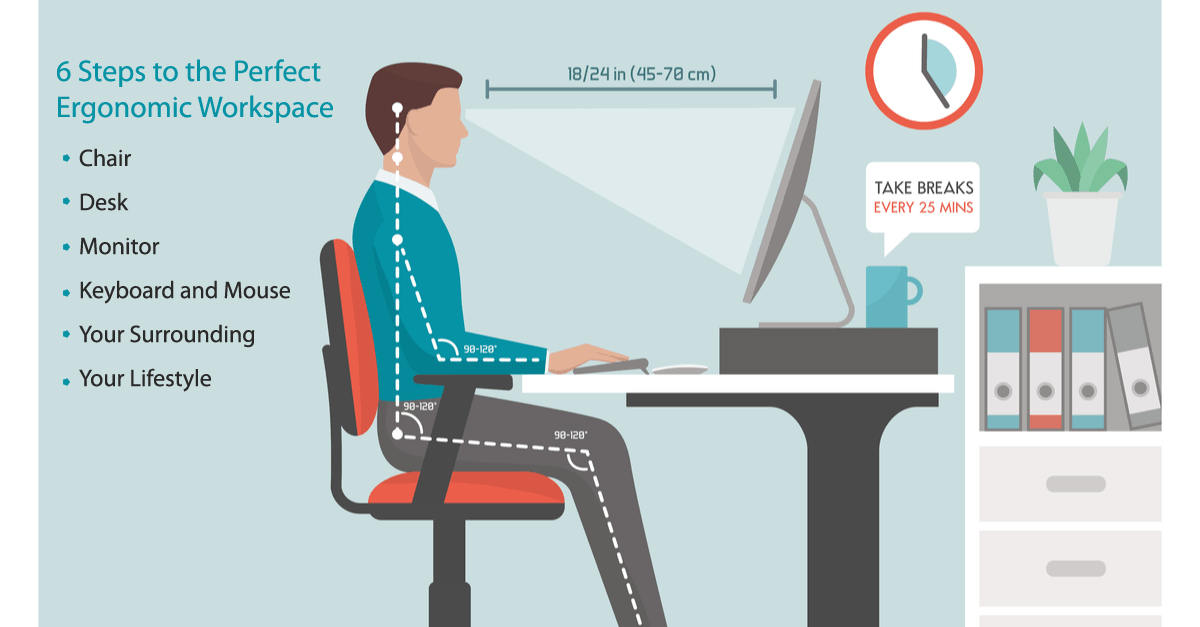 6 Steps to the Perfect
Ergonomic Workspace
Chair
Desk
Monitor
Keyboard and Mouse
Your Surrounding
Your Lifestyle
18/24 in (45-70 cm)
TAKE BREAKS
EVERY 25 MINS
90-120°
90-120°
90-120°